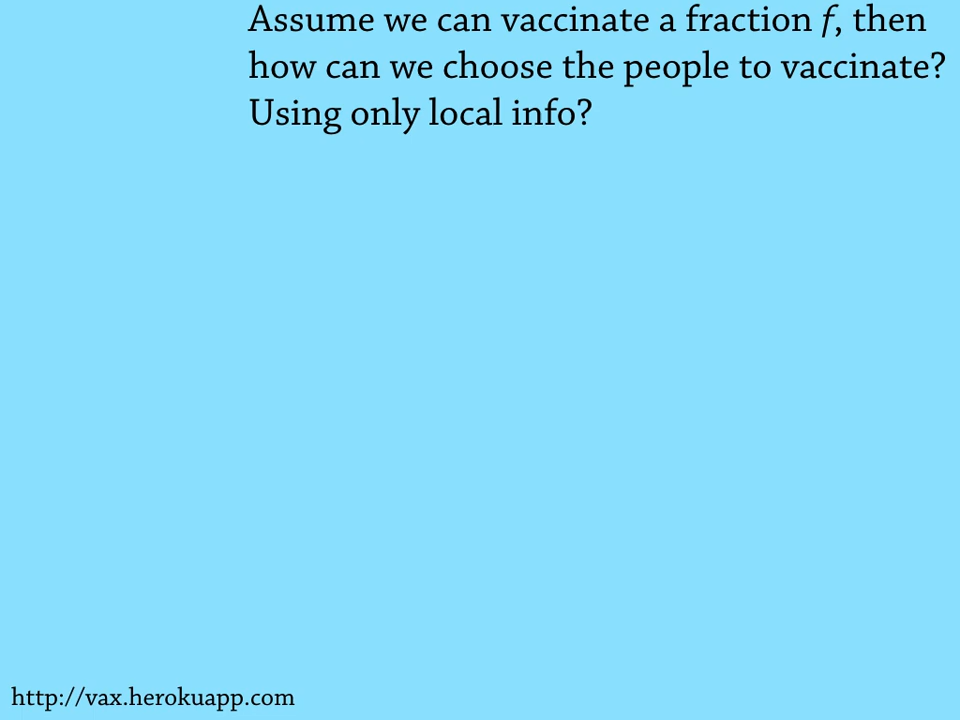 Assume we can vaccinate a fraction f, then
how can we choose the people to vaccinate?
Using only local info?
http://vax.herokuapp.com